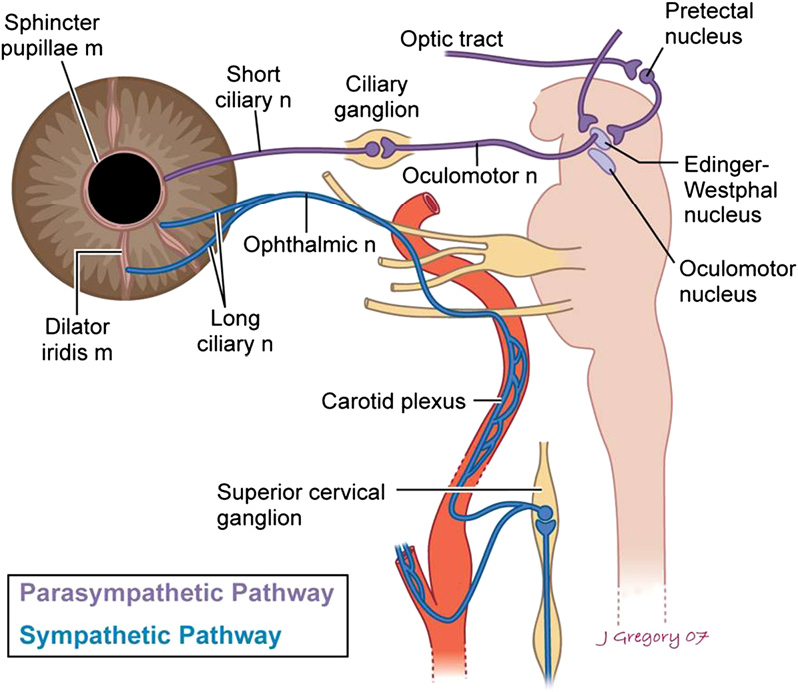 Sphincter
pupillae m
Short
ciliary n
Ciliary
ganglion
Optic tract
Pretectal
nucleus
Oculomotor n
Edinger-
Westphal
nucleus
Ophthalmic n
Oculomotor
nucleus
Dilator
iridis m
Long
ciliary n
Carotid plexus
Superior cervical
ganglion
Parasympathetic Pathway
Sympathetic Pathway
J Gregory 07